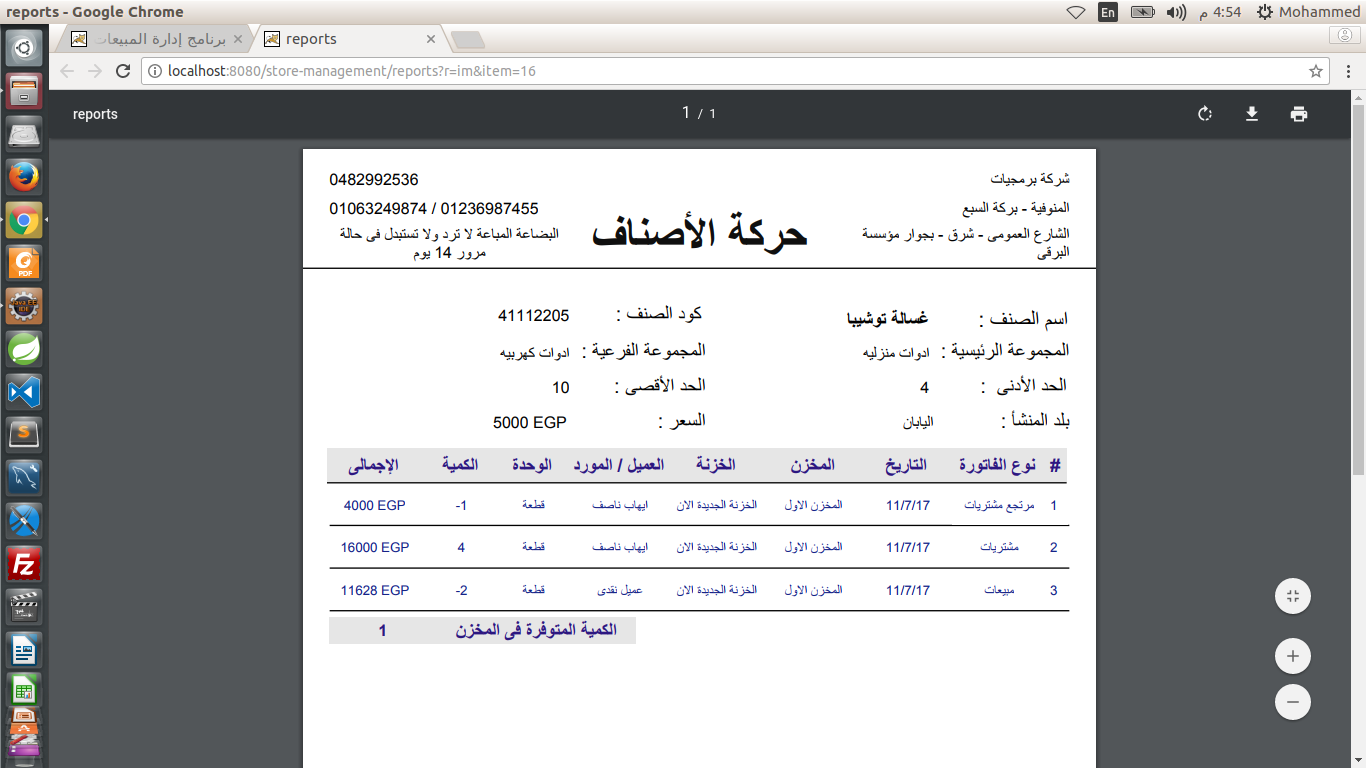 reports - Google Chrome
En
4:54 م
Mohammed
برنامج إدارة المبيعات
reports
localhost:8080/store-management/reports?r=im&item=16
reports
1 / 1
شركة برمجيات
0482992536
المنوفية - بركة السبع
01063249874 / 01236987455
حركة الأصناف
الشارع العمومى - شرق - بجوار مؤسسة
البرقى
البضاعة المباعة لا ترد ولا تستبدل فى حالة
مرور 14 يوم
اسم الصنف : غسالة توشيبا كود الصنف : 41112205
المجموعة الرئيسية : ادوات منزليه المجموعة الفرعية : ادوات كهربيه
الحد الأدنى : 4 الحد الأقصى : 10
بلد المنشأ : اليابان السعر : 5000 EGP
# نوع الفاتورة التاريخ المخزن الخزنة العميل / المورد الوحدة الكمية الإجمالى
1 مرتجع مشتريات 11/7/17 المخزن الاول الخزنة الجديدة الان ايهاب ناصف قطعة -1 4000 EGP
2 مشتريات 11/7/17 المخزن الاول الخزنة الجديدة الان ايهاب ناصف قطعة 4 16000 EGP
3 مبيعات 11/7/17 المخزن الاول الخزنة الجديدة الان عميل نقدى قطعة -2 11628 EGP
الكمية المتوفرة فى المخزن 1